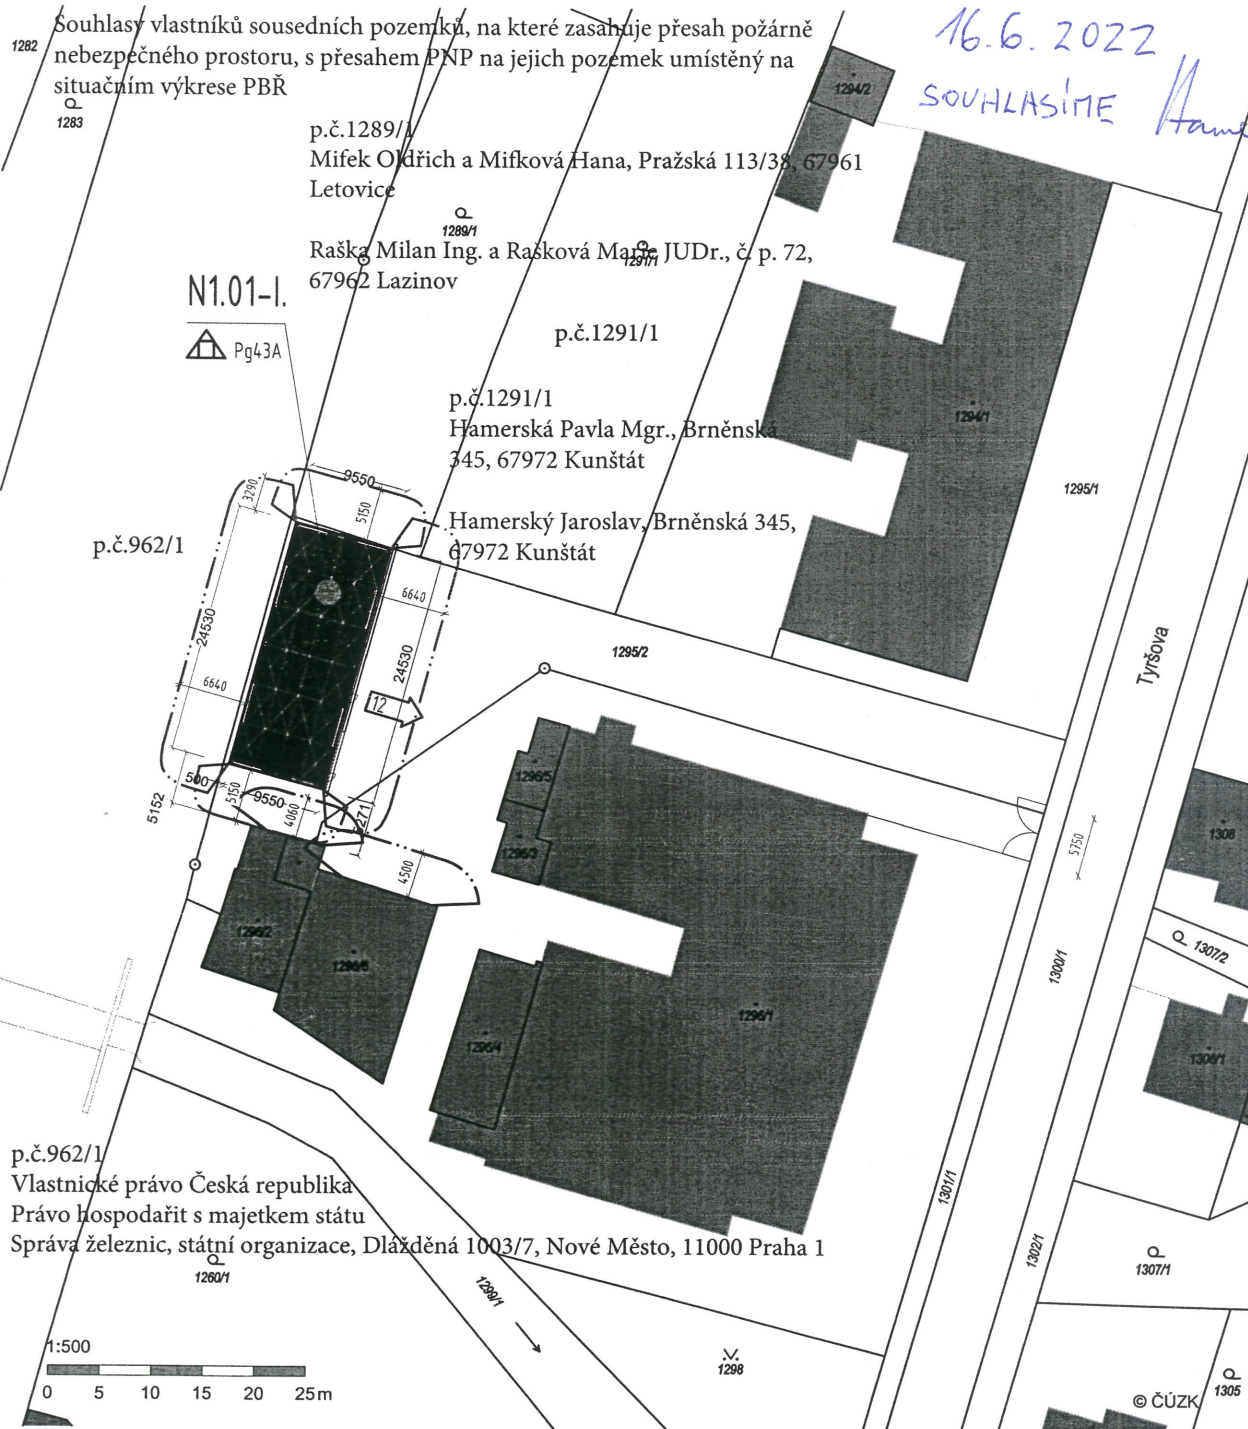 Souhlasy vlastníků sousedních pozemků, na které zasahuje přesah požárně
nebezpečného prostoru, s přesahem PNP na jejich pozemek umístěný na
situačním výkrese PBŘ
16.6. 2022
SOUHLASÍME
1282
1283
p.č.1289/1
Mifek Oldřich a Mifková Hana, Pražská 113/38, 67961
Letovice
1294/2
1289/1
Raška Milan Ing. a Rašková Marie JUDr., č. p. 72,
67962 Lazinov
1291/1
N1.01-I.
Pg43A
p.č.1291/1
p.č.1291/1
Hamerská Pavla Mgr., Brněnská
345, 67972 Kunštát
1294/1
1295/1
Hamerský Jaroslav, Brněnská 345,
67972 Kunštát
p.č.962/1
9550
3290
5150
6640
24530
24530
6640
12
1295/2
Tyršova
500
5150
9550
4060
271
5152
4500
1296/5
1296/3
5750
1308
1296/2
1296/6
1307/2
1300/1
1296/1
1296/4
1306/1
p.č.962/1
Vlastnické právo Česká republika
Právo hospodařit s majetkem státu
Správa železnic, státní organizace, Dlážděná 1003/7, Nové Město, 11000 Praha 1
1301/1
1302/1
1307/1
1260/1
1299/1
1298
1305
1:500
0 5 10 15 20 25m
© ČÚZK